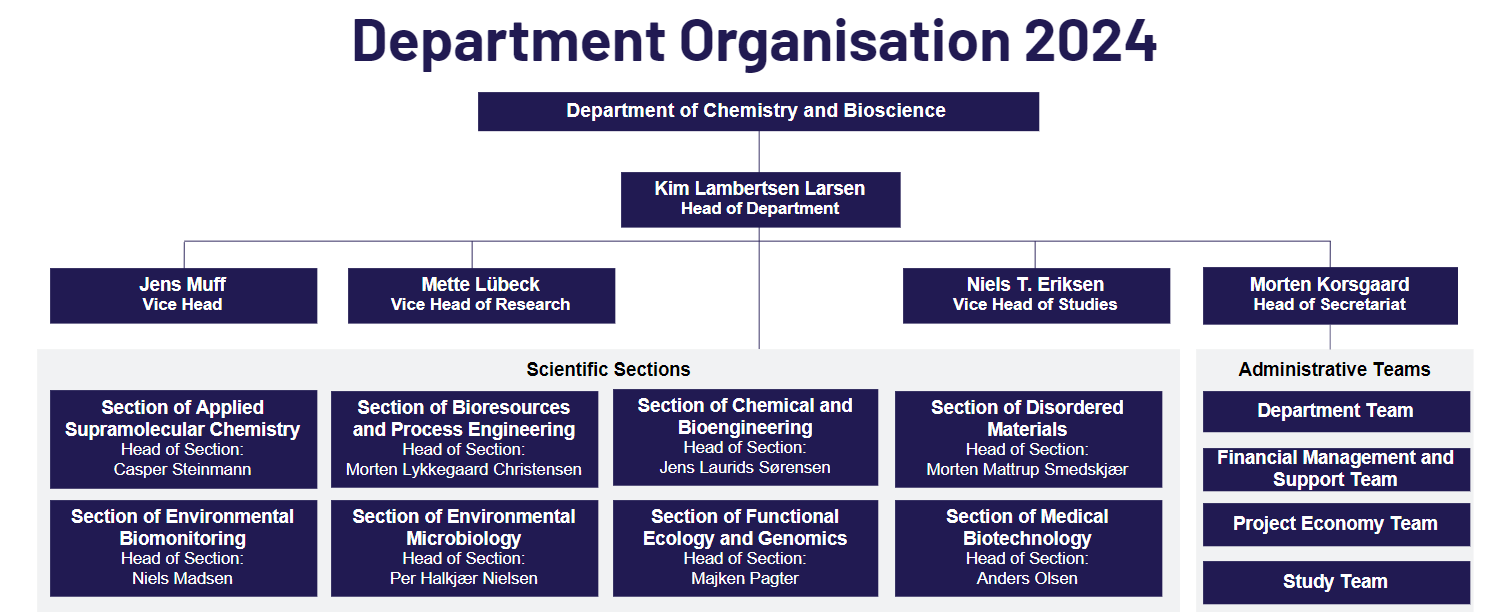 Department Organisation 2024
Department of Chemistry and Bioscience
Kim Lambertsen Larsen
Head of Department
Jens Muff
Vice Head
Mette Lübeck
Vice Head of Research
Niels T. Eriksen
Vice Head of Studies
Morten Korsgaard
Head of Secretariat
Scientific Sections
Section of Applied
Supramolecular Chemistry
Head of Section:
Casper Steinmann
Section of Bioresources
and Process Engineering
Head of Section:
Morten Lykkegaard Christensen
Section of Chemical and
Bioengineering
Head of Section:
Jens Laurids Sørensen
Section of Disordered
Materials
Head of Section:
Morten Mattrup Smedskjær
Section of Environmental
Biomonitoring
Head of Section:
Niels Madsen
Section of Environmental
Microbiology
Head of Section:
Per Halkjær Nielsen
Section of Functional
Ecology and Genomics
Head of Section:
Majken Pagter
Section of Medical
Biotechnology
Head of Section:
Anders Olsen
Administrative Teams
Department Team
Financial Management and
Support Team
Project Economy Team
Study Team